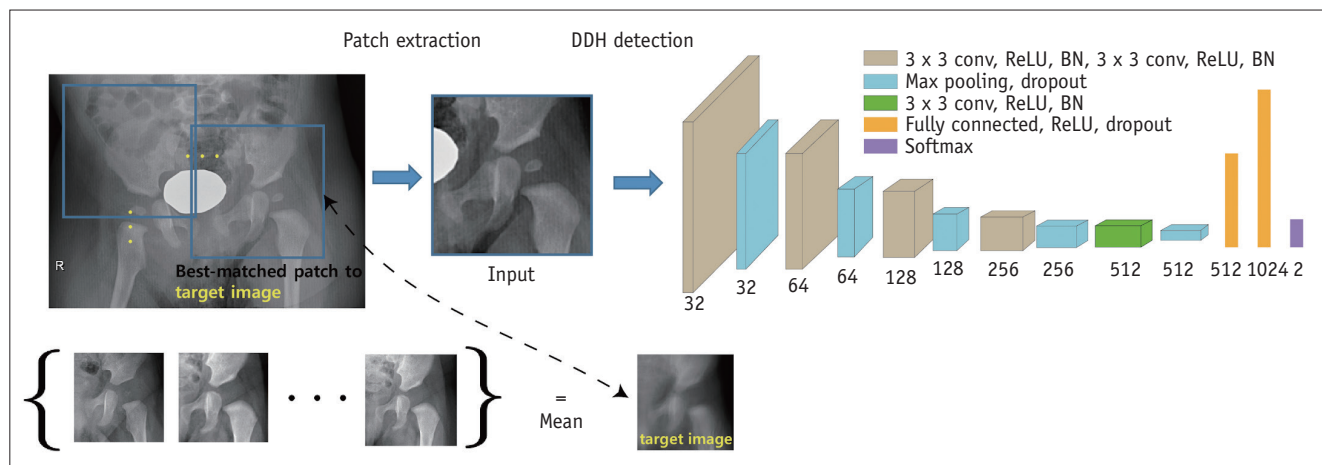 Patch extraction
DDH detection
3 x 3 conv, ReLU, BN, 3 x 3 conv, ReLU, BN
Max pooling, dropout
3 x 3 conv, ReLU, BN
Fully connected, ReLU, dropout
Softmax
R
Best-matched patch to
target image
Input
32
32
64
64
128
128
256
256
512
512
512
1024
2
{
. . .
}
=
Mean
target image